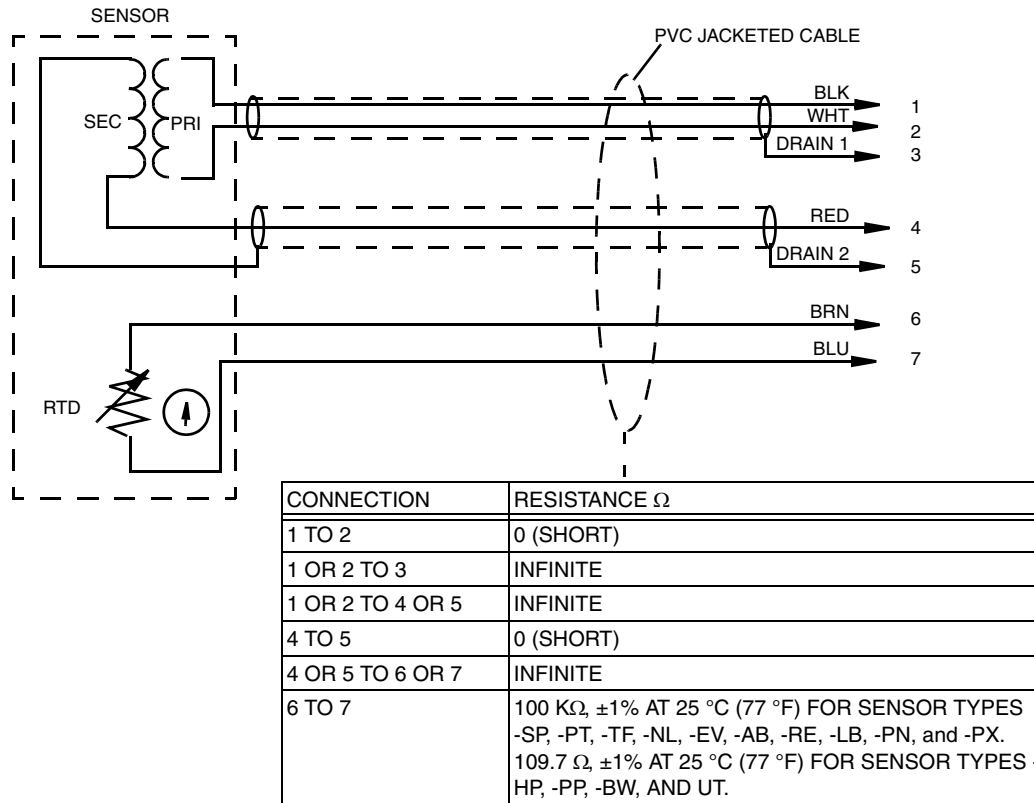 SENSOR
PVC JACKETED CABLE
SEC
PRI
BLK
1
WHT
2
DRAIN 1
3
RED
4
DRAIN 2
5
BRN
6
BLU
7
RTD
CONNECTION
RESISTANCE Ω
1 TO 2
0 (SHORT)
1 OR 2 TO 3
INFINITE
1 OR 2 TO 4 OR 5
INFINITE
4 TO 5
0 (SHORT)
4 OR 5 TO 6 OR 7
INFINITE
6 TO 7
100 KΩ, ±1% AT 25 °C (77 °F) FOR SENSOR TYPES
-SP, -PT, -TF, -NL, -EV, -AB, -RE, -LB, -PN, and -PX.
109.7 Ω, ±1% AT 25 °C (77 °F) FOR SENSOR TYPES -
HP, -PP, -BW, AND UT.